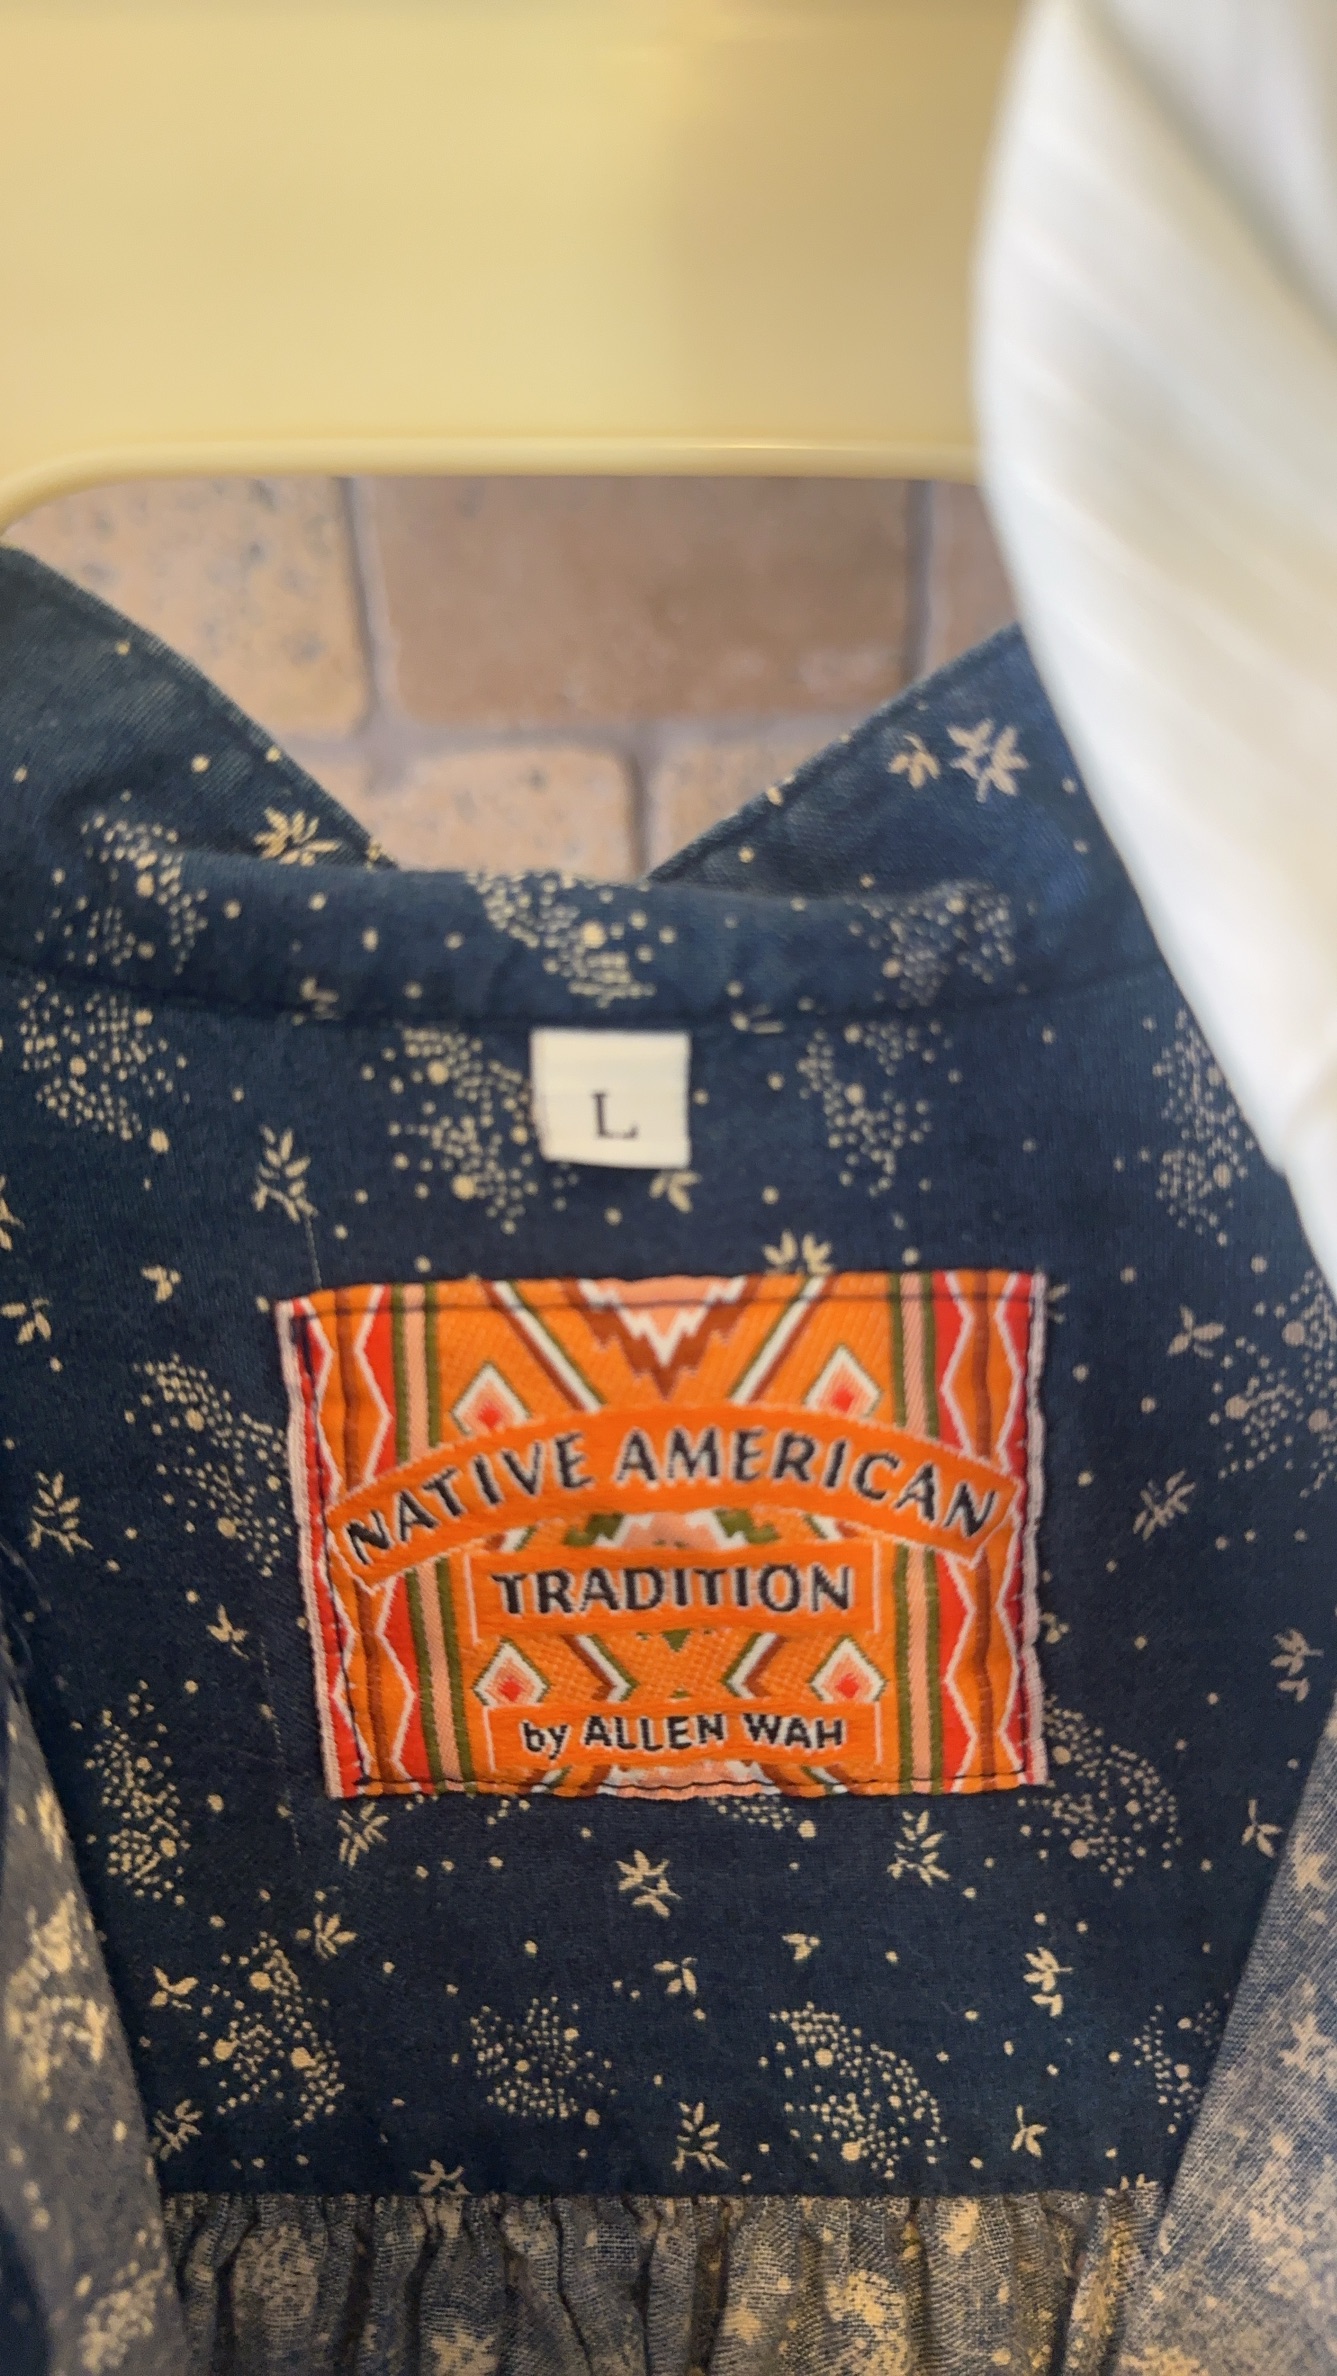 L
NATIVE AMERICAN
TRADITION
by ALLEN WAH